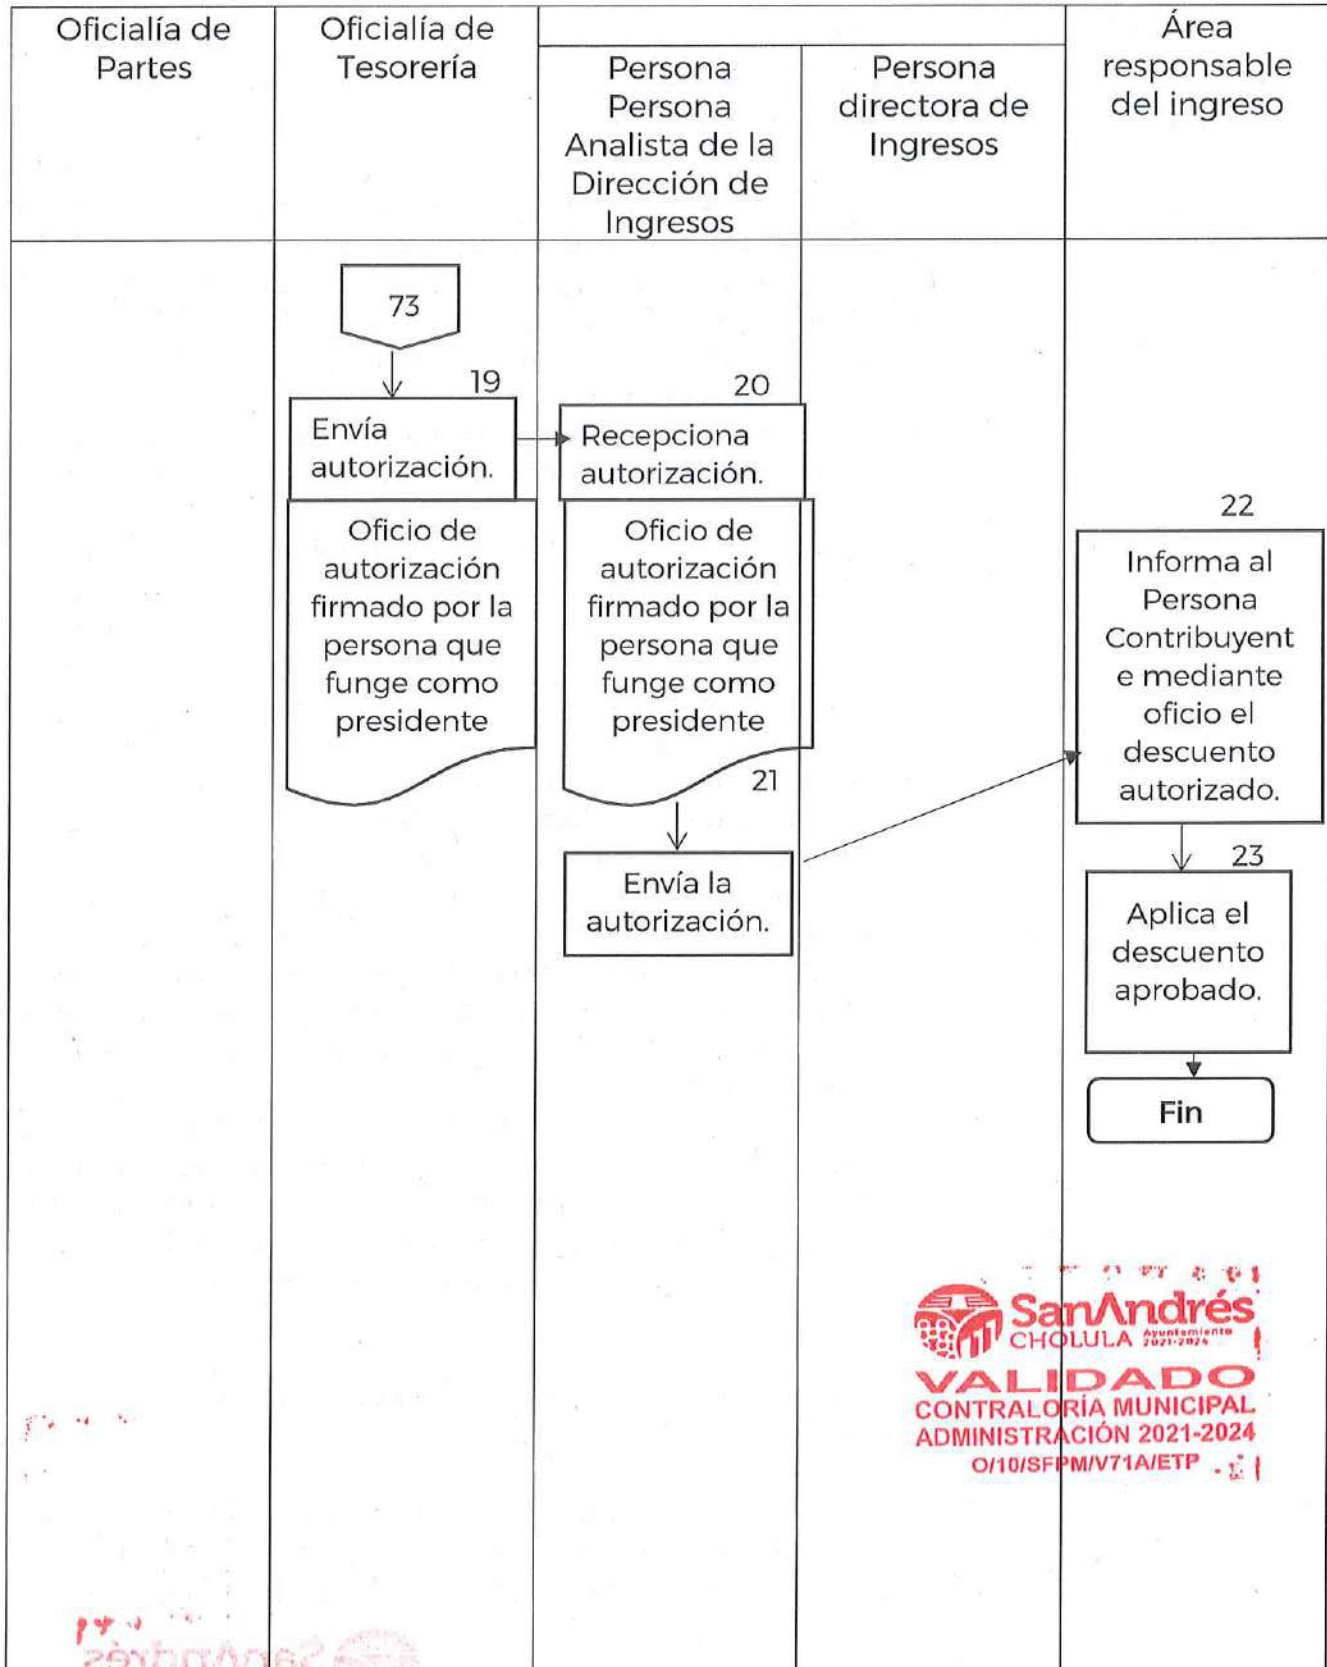 Oficialía de
Partes
Oficialía de
Tesorería
Persona
Persona
Analista de la
Dirección de
Ingresos
Persona
directora de
Ingresos
Área
responsable
del ingreso
73
19
Envía
autorización.
Oficio de
autorización
firmado por la
persona que
funge como
presidente
20
Recepciona
autorización.
Oficio de
autorización
firmado por la
persona que
funge como
presidente
21
Envía la
autorización.
22
Informa al
Persona
Contribuyent
e mediante
oficio el
descuento
autorizado.
23
Aplica el
descuento
aprobado.
Fin
SanAndrés
CHOLULA Ayuntamiento
2021-2024
VALIDADO
CONTRALORÍA MUNICIPAL
ADMINISTRACIÓN 2021-2024
O/10/SFPM/V71A/ETP
SanAndrés